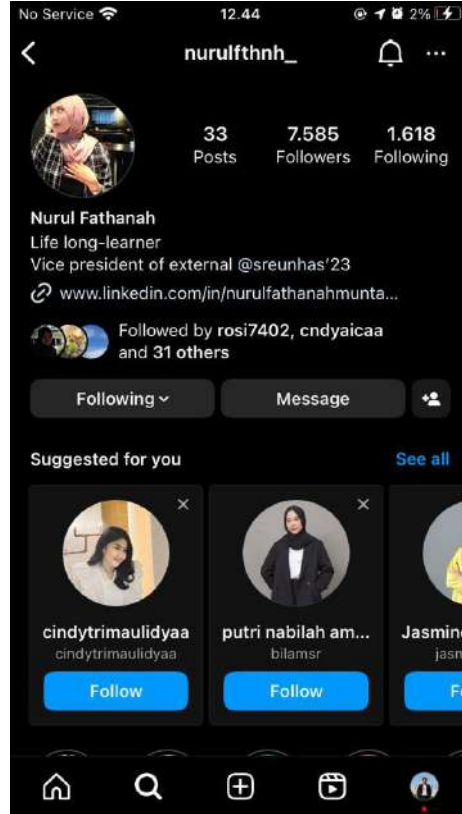 No Service 12.44 2%
nurulfthnh_
33 7.585 1.618
Posts Followers Following
Nurul Fathanah
Life long-learner
Vice president of external @sreunhas'23
www.linkedin.com/in/nurulfathanahmunta...
Followed by rosi7402, cndyaicaa
and 31 others
Following Message
Suggested for you See all
cindytrimaulidyaa putri nabilah am... Jasmin
cindytrimaulidyaa bilamsr jasm
Follow Follow F